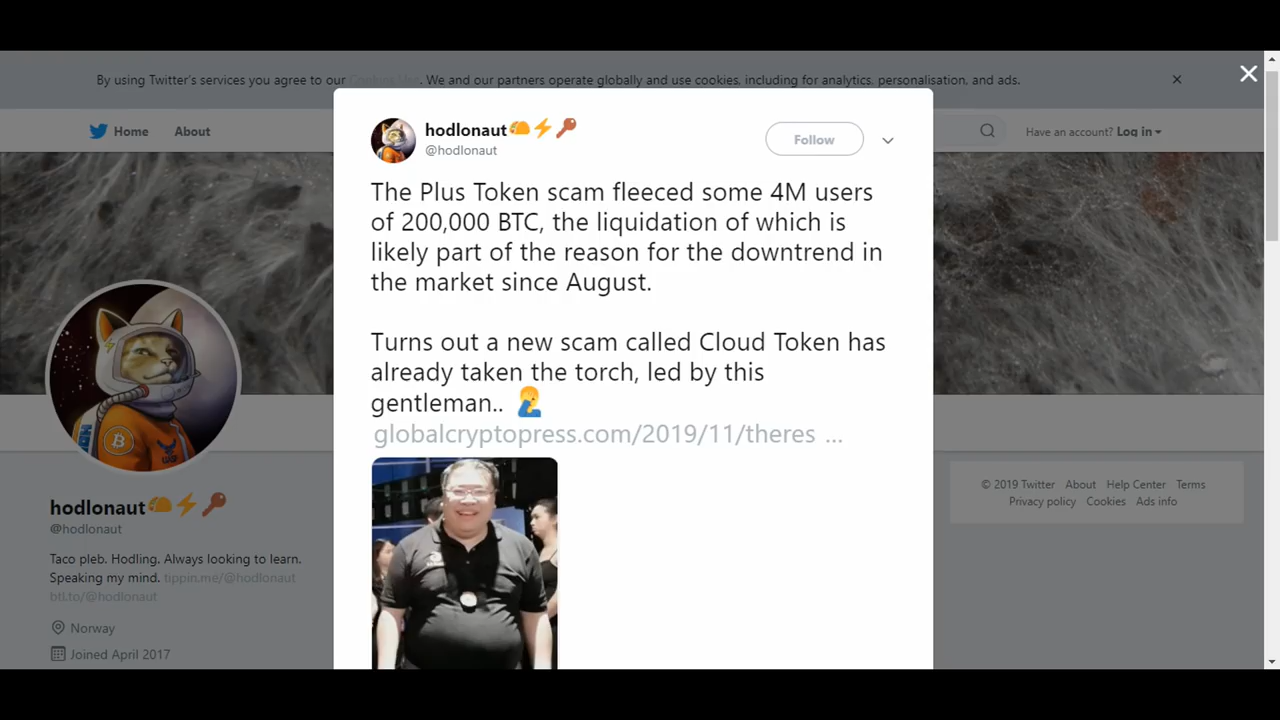 By using Twitter's services you agree to our Cookies Use. We and our partners operate globally and use cookies, including for analytics, personalisation, and ads.
Home About
Have an account? Log in
hodlonaut
@hodlonaut
Follow
The Plus Token scam fleeced some 4M users
of 200,000 BTC, the liquidation of which is
likely part of the reason for the downtrend in
the market since August.
Turns out a new scam called Cloud Token has
already taken the torch, led by this
gentleman..
globalcryptopress.com/2019/11/theres ...
hodlonaut
@hodlonaut
Taco pleb. Hodling. Always looking to learn.
Speaking my mind. tippin.me/@hodlonaut
btl.to/@hodlonaut
Norway
Joined April 2017
© 2019 Twitter About Help Center Terms
Privacy policy Cookies Ads info